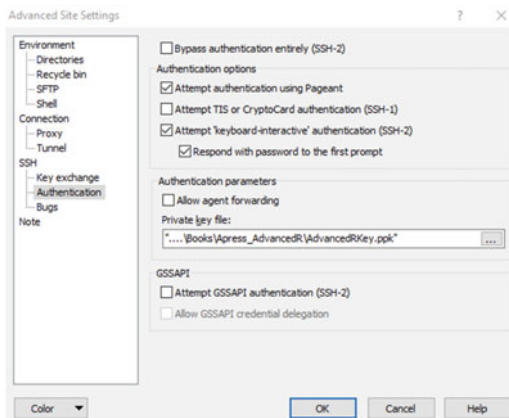 Advanced Site Settings
? ×
Environment
Directories
Recycle bin
SFTP
Shell
Connection
Proxy
Tunnel
SSH
Key exchange
Authentication
Bugs
Note
Bypass authentication entirely (SSH-2)
Authentication options
Attempt authentication using Pageant
Attempt TIS or CryptoCard authentication (SSH-1)
Attempt 'keyboard-interactive' authentication (SSH-2)
Respond with password to the first prompt
Authentication parameters
Allow agent forwarding
Private key file:
"....\Books\Apress_AdvancedR\AdvancedRKey.ppk"
...
GSSAPI
Attempt GSSAPI authentication (SSH-2)
Allow GSSAPI credential delegation
Color
OK
Cancel
Help